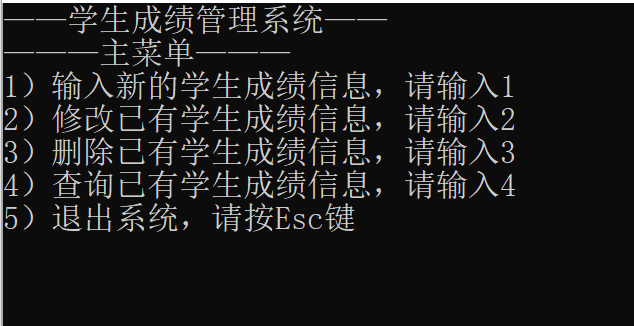 ——学生成绩管理系统——
———主菜单———
1）输入新的学生成绩信息，请输入1
2）修改已有学生成绩信息，请输入2
3）删除已有学生成绩信息，请输入3
4）查询已有学生成绩信息，请输入4
5）退出系统，请按Esc键